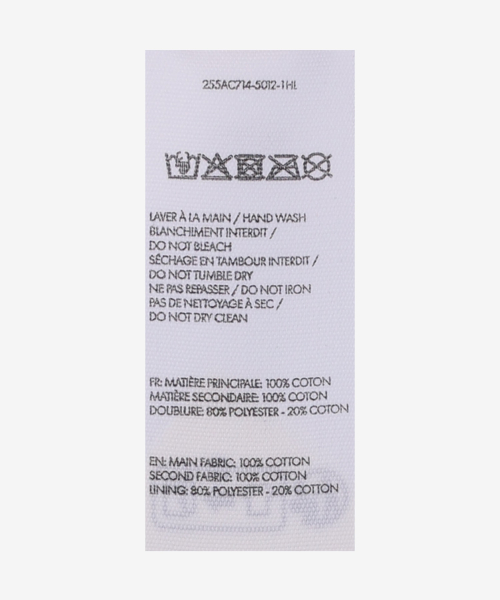 255AC714-5012-1HL
LAVER À LA MAIN / HAND WASH
BLANCHIMENT INTERDIT /
DO NOT BLEACH
SÉCHAGE EN TAMBOUR INTERDIT /
DO NOT TUMBLE DRY
NE PAS REPASSER / DO NOT IRON
PAS DE NETTOYAGE À SEC /
DO NOT DRY CLEAN
FR: MATIÈRE PRINCIPALE: 100% COTON
MATIÈRE SECONDAIRE: 100% COTON
DOUBLURE: 80% POLYESTER - 20% COTON
EN: MAIN FABRIC: 100% COTTON
SECOND FABRIC: 100% COTTON
LINING: 80% POLYESTER - 20% COTTON